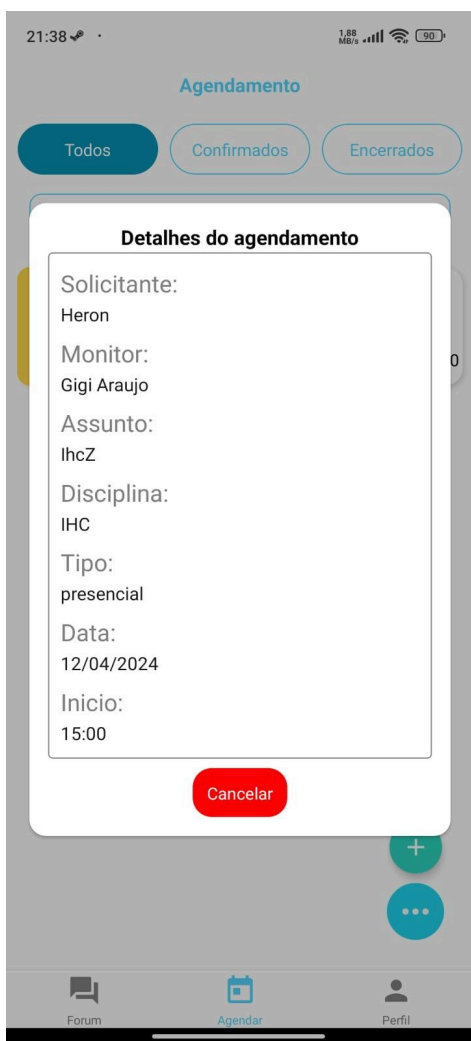 21:38
1,88
MB/s
90
Agendamento
Todos
Confirmados
Encerrados
Detalhes do agendamento
Solicitante:
Heron
Monitor:
Gigi Araujo
0
Assunto:
IhcZ
Disciplina:
IHC
Tipo:
presencial
Data:
12/04/2024
Inicio:
15:00
Cancelar
+
Forum
Agendar
Perfil